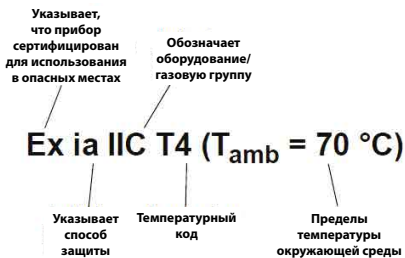 Указывает,
что прибор
сертифицирован
для использования
в опасных местах
Обозначает
оборудование/
газовую группу
Ex ia IIC T4 (Tamb = 70 °C)
Указывает
способ
защиты
Температурный
код
Пределы
температуры
окружающей среды